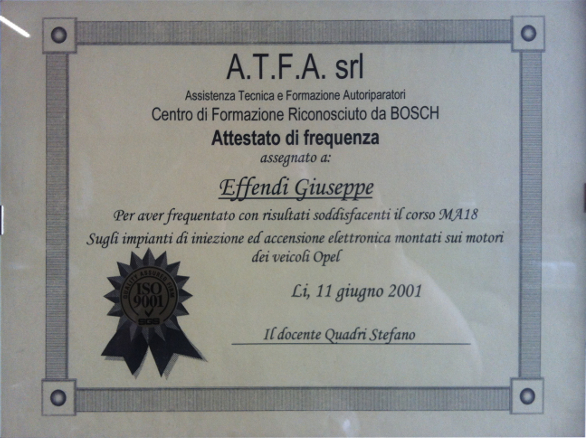 A.T.F.A. srl
Assistenza Tecnica e Formazione Autoriparatori
Centro di Formazione Riconosciuto da BOSCH
Attestato di frequenza
assegnato a:
Effendi Giuseppe
Per aver frequentato con risultati soddisfacenti il corso MA18
Sugli impianti di iniezione ed accensione elettronica montati sui motori
dei veicoli Opel
Li, 11 giugno 2001
ISO
9001
Il docente Quadri Stefano